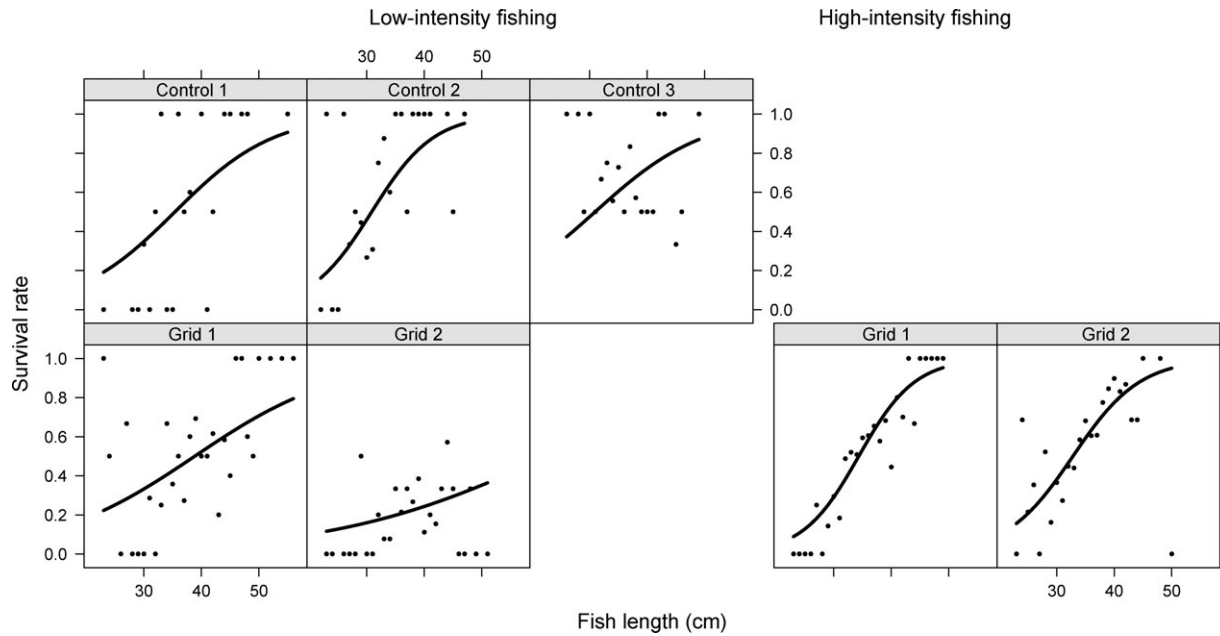 Low-intensity fishing High-intensity fishing
30 40 50
Control 1 Control 2 Control 3
1.0
0.8
0.6
0.4
0.2
0.0
Survival rate
Grid 1 Grid 2 Grid 1 Grid 2
1.0
0.8
0.6
0.4
0.2
0.0
30 40 50 30 40 50
Fish length (cm)